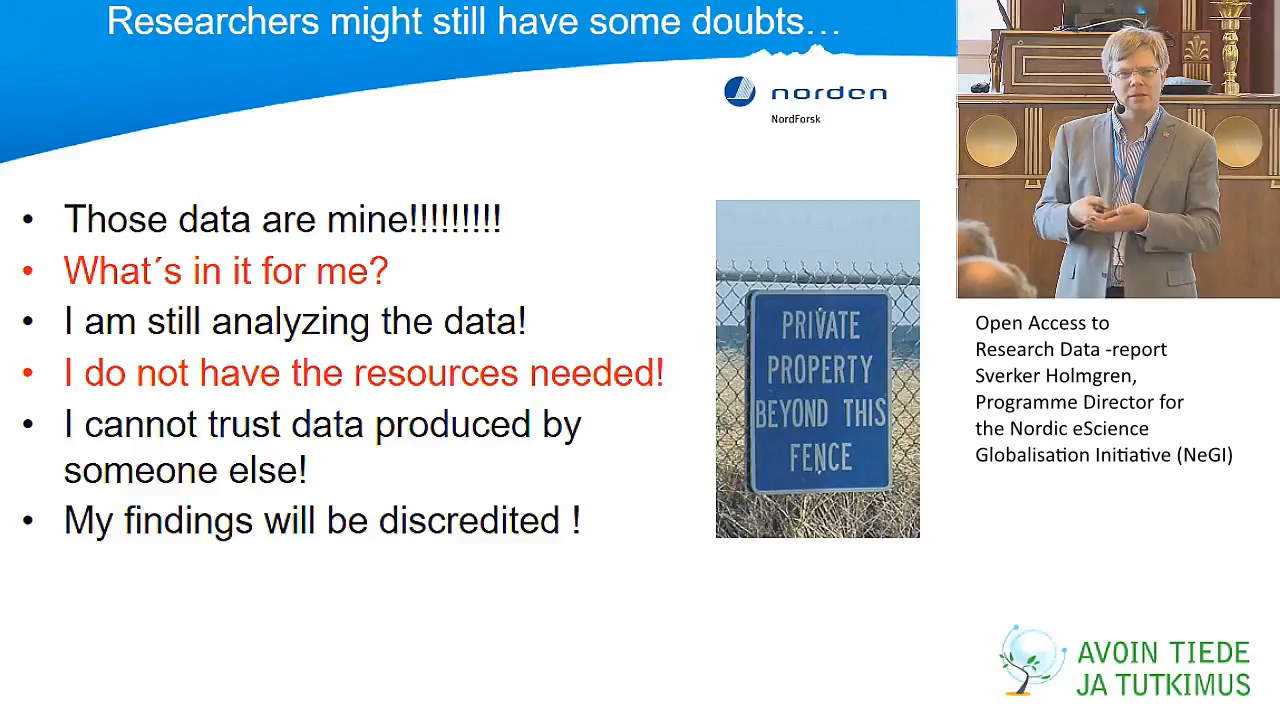 Researchers might still have some doubts…
norden
NordForsk
• Those data are mine!!!!!!!!!
• What´s in it for me?
• I am still analyzing the data!
• I do not have the resources needed!
• I cannot trust data produced by
someone else!
• My findings will be discredited !
PRIVATE
PROPERTY
BEYOND THIS
FENCE
Open Access to
Research Data -report
Sverker Holmgren,
Programme Director for
the Nordic eScience
Globalisation Initiative (NeGI)
AVOIN TIEDE
JA TUTKIMUS